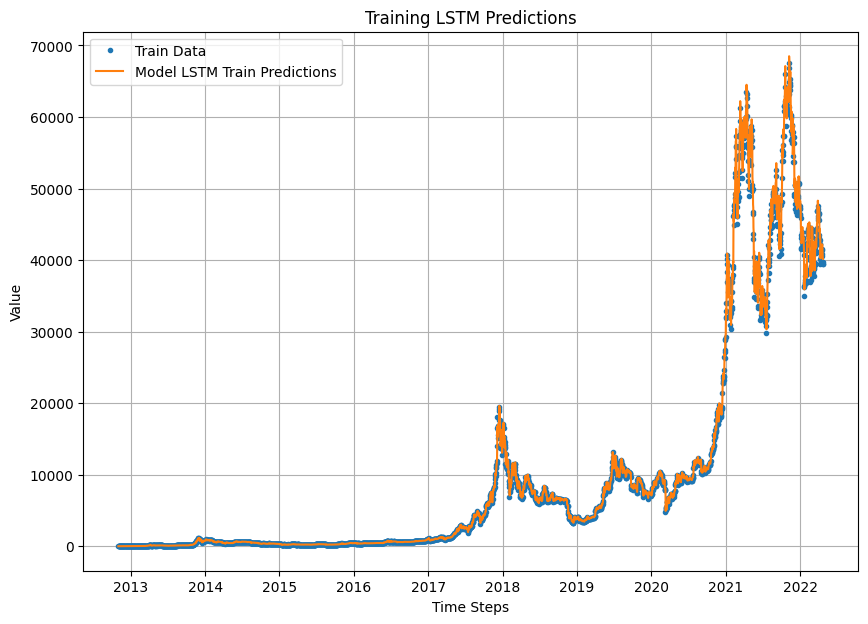 Training LSTM Predictions
Train Data
Model LSTM Train Predictions
70000
60000
50000
40000
30000
20000
10000
0
Value
2013 2014 2015 2016 2017 2018 2019 2020 2021 2022
Time Steps